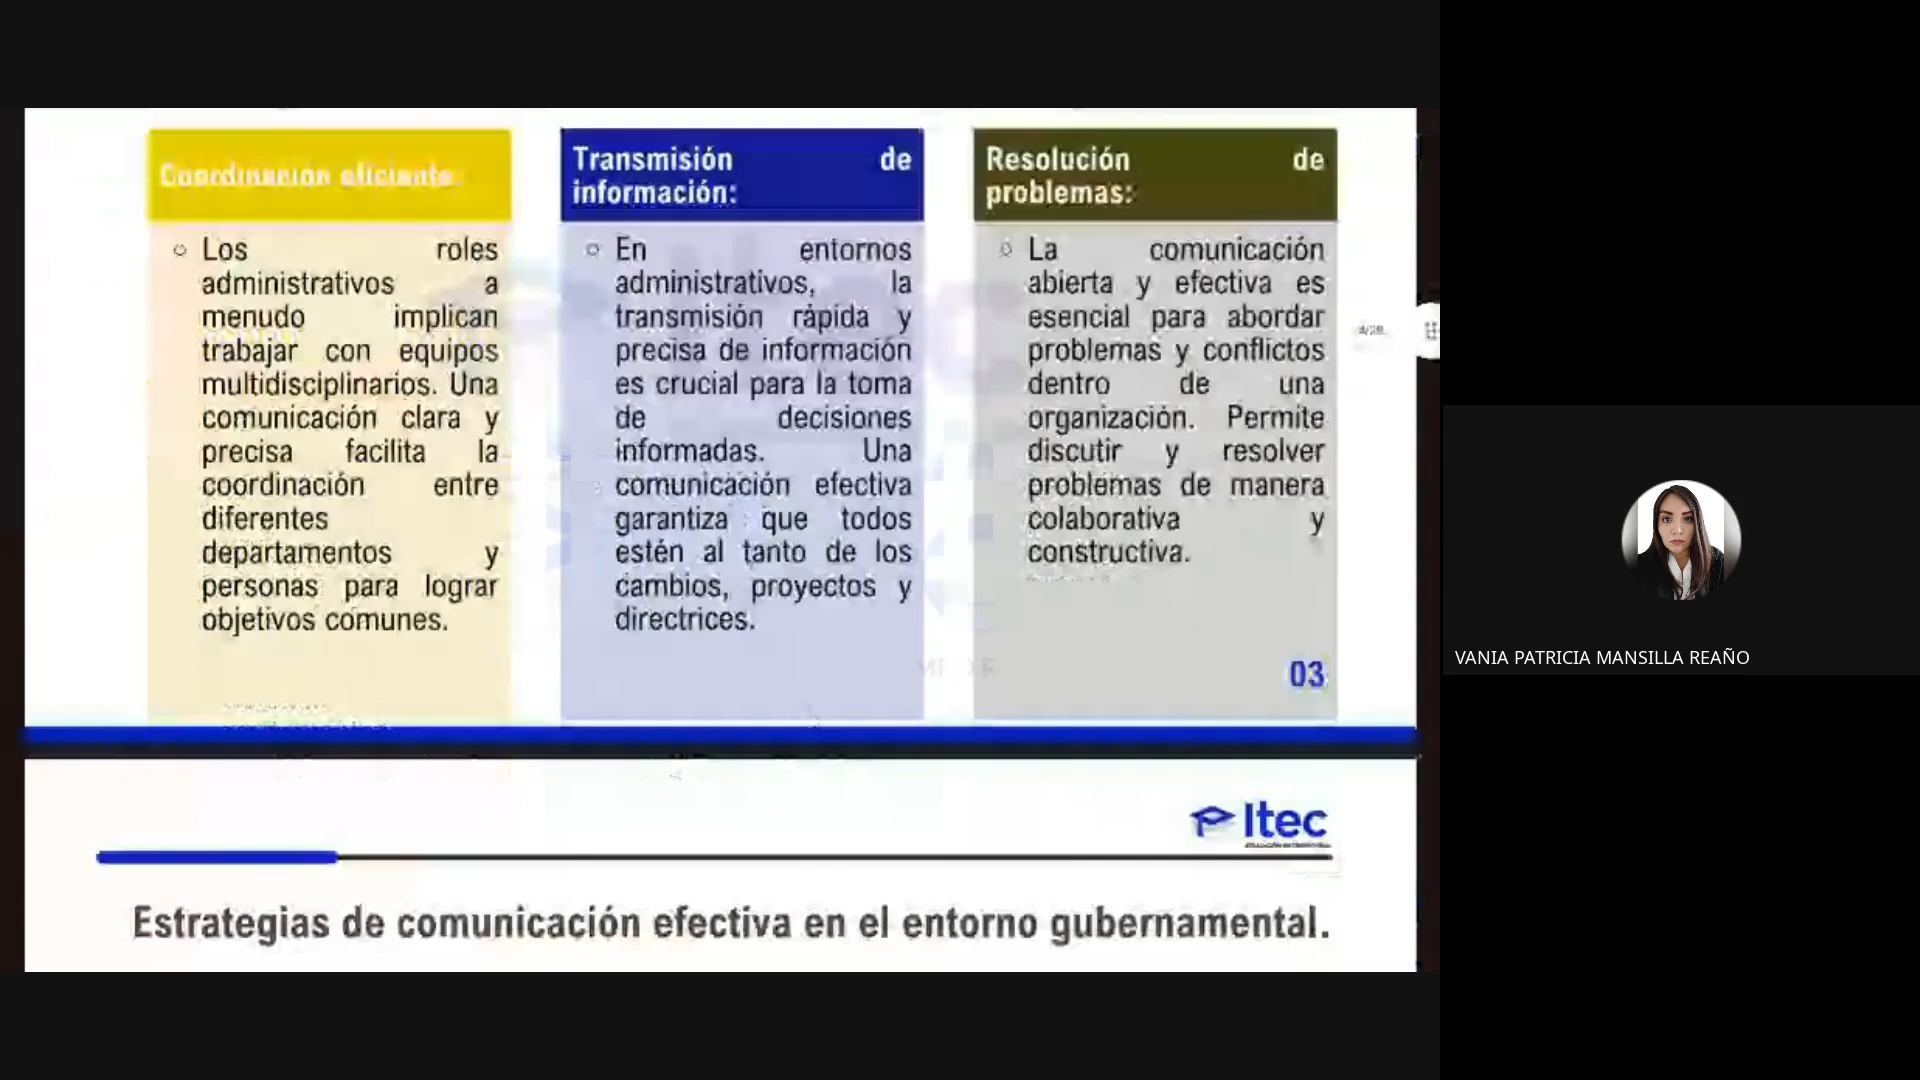 Coordinación eficiente:
Los roles
administrativos a
menudo implican
trabajar con equipos
multidisciplinarios. Una
comunicación clara y
precisa facilita la
coordinación entre
diferentes
departamentos y
personas para lograr
objetivos comunes.
Transmisión de
información:
En entornos
administrativos, la
transmisión rápida y
precisa de información
es crucial para la toma
de decisiones
informadas. Una
comunicación efectiva
garantiza que todos
estén al tanto de los
cambios, proyectos y
directrices.
Resolución de
problemas:
La comunicación
abierta y efectiva es
esencial para abordar
problemas y conflictos
dentro de una
organización. Permite
discutir y resolver
problemas de manera
colaborativa y
constructiva.
03
Itec
Estrategias de comunicación efectiva en el entorno gubernamental.
VANIA PATRICIA MANSILLA REAÑO